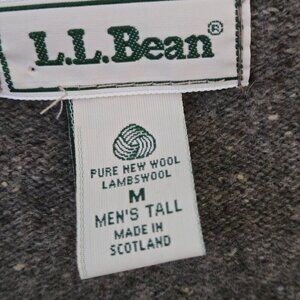 L.L.Bean®
PURE NEW WOOL
LAMBSWOOL
M
MEN'S TALL
MADE IN
SCOTLAND